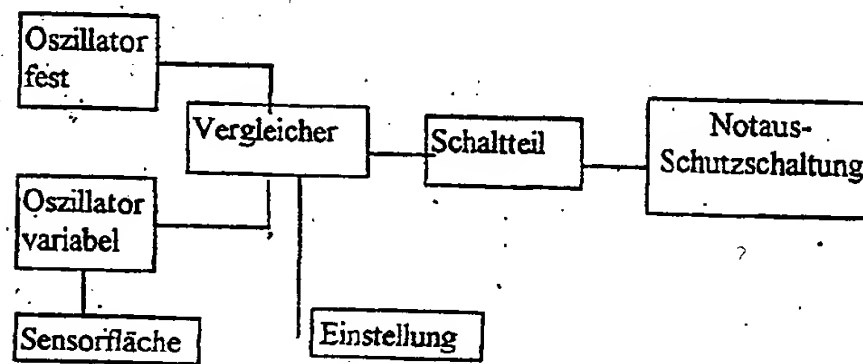 Oszillator
fest
Vergleicher
Schaltteil
Notaus-
Schutzschaltung
Oszillator
variabel
Sensorfläche
Einstellung